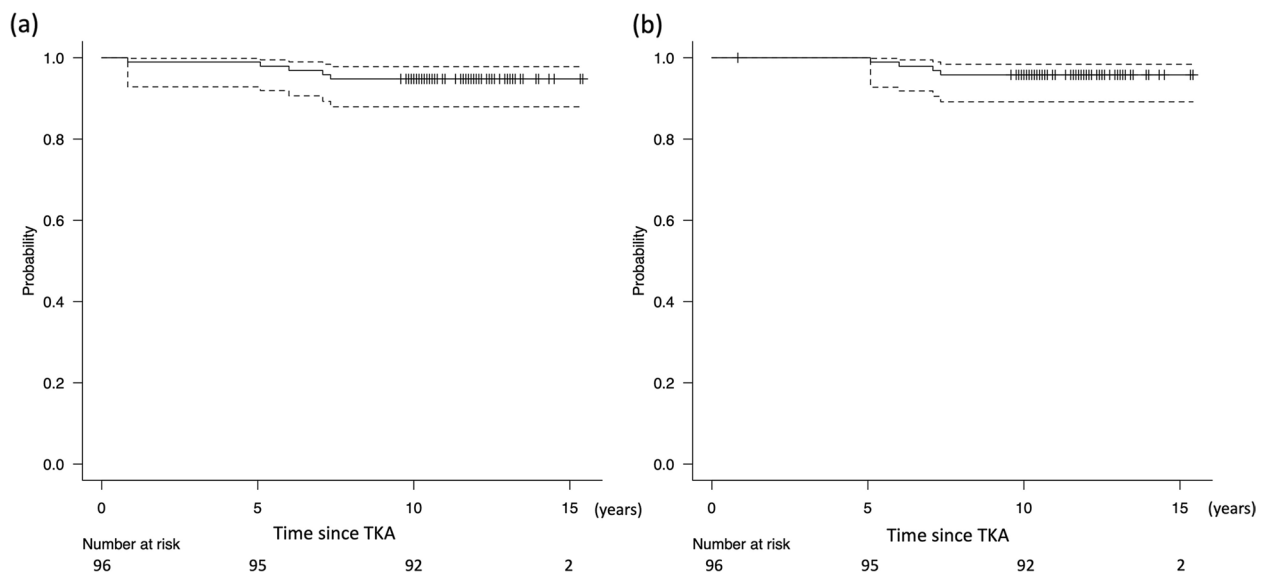 (a)
1.0
0.8
0.6
0.4
0.2
0.0
Probability
0 5 10 15 (years)
Time since TKA
Number at risk
96 95 92 2
(b)
1.0
0.8
0.6
0.4
0.2
0.0
Probability
0 5 10 15 (years)
Time since TKA
Number at risk
96 95 92 2